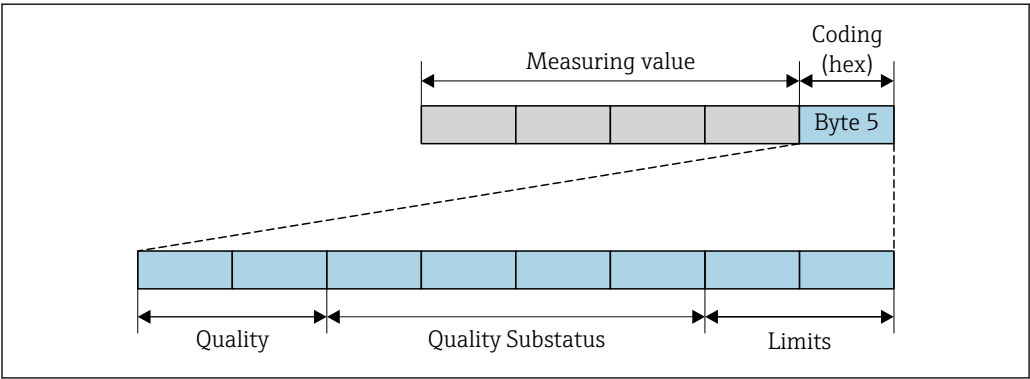 Coding
Measuring value
(hex)
Byte 5
Quality
Quality Substatus
Limits